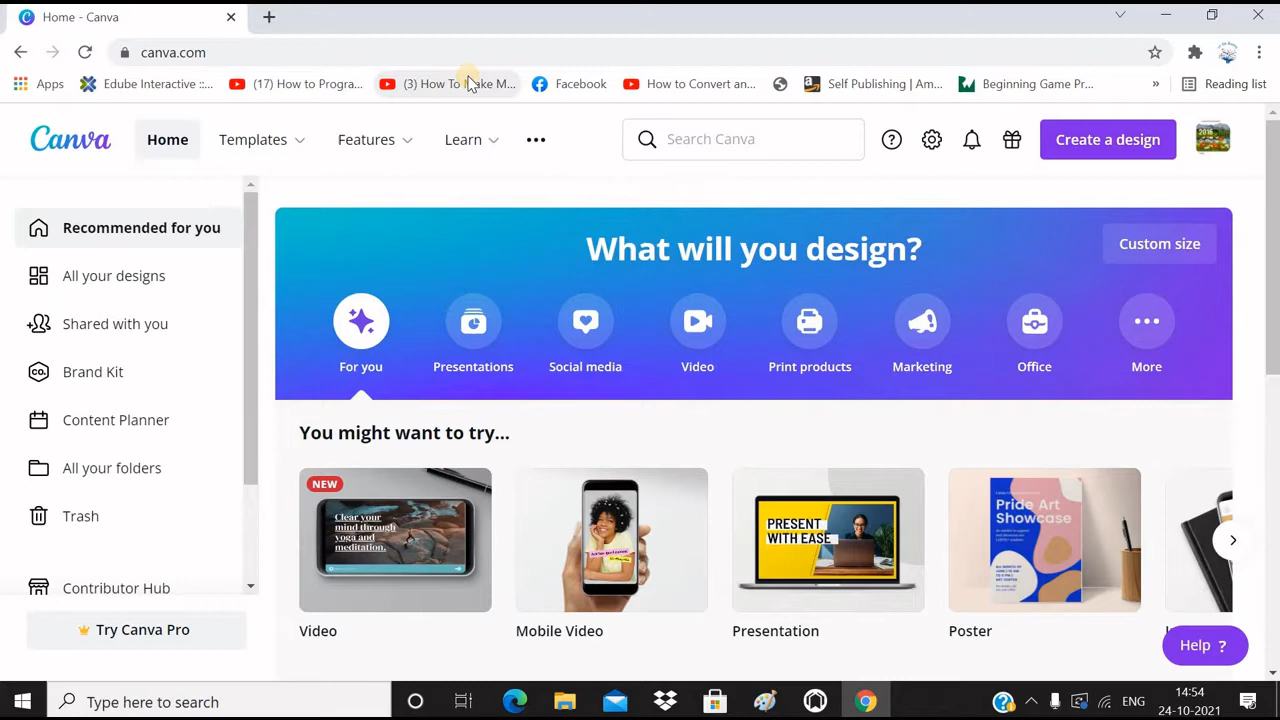 Home - Canva
canva.com
Apps
Edube Interactive ::...
(17) How to Progra...
(3) How To Make M...
Facebook
How to Convert an...
Self Publishing | Am...
Beginning Game Pr...
»
Reading list
Canva
Home
Templates
Features
Learn
Search Canva
Create a design
2016
Recommended for you
All your designs
Shared with you
Brand Kit
Content Planner
All your folders
Trash
Contributor Hub
Try Canva Pro
What will you design?
Custom size
For you
Presentations
Social media
Video
Print products
Marketing
Office
More
You might want to try...
NEW
Clear your
mind through
yoga and
meditation.
PRESENT
WITH EASE
Pride Art
Showcase
Video
Mobile Video
Presentation
Poster
Help ?
Type here to search
ENG
14:54
24-10-2021